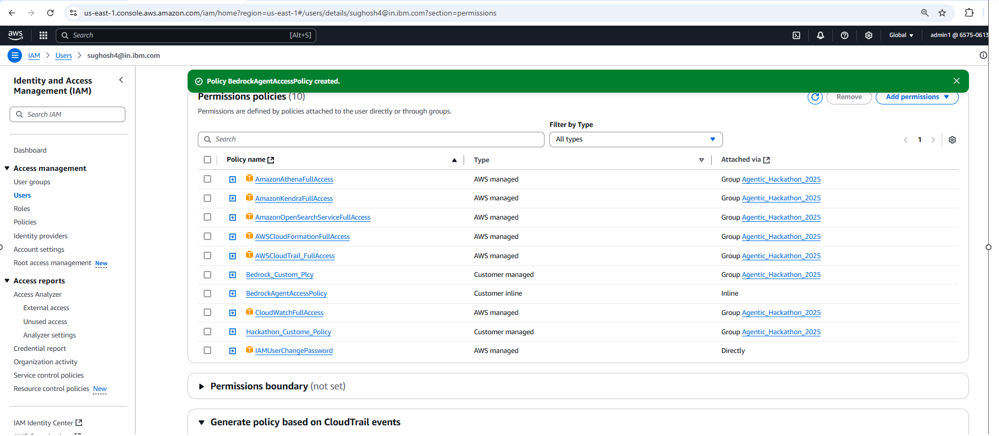 us-east-1.console.aws.amazon.com/iam/home?region=us-east-1#/users/details/sughosh4@in.ibm.com?section=permissions
aws
Search [Alt+S]
Global
admin1 @ 6575-0613
IAM
Users
sughosh4@in.ibm.com
Identity and Access
Management (IAM)
Search IAM
Dashboard
Access management
User groups
Users
Roles
Policies
Identity providers
Account settings
Root access management New
Access reports
Access Analyzer
External access
Unused access
Analyzer settings
Credential report
Organization activity
Service control policies
Resource control policies New
IAM Identity Center
Policy BedrockAgentAccessPolicy created.
Permissions policies (10)
Remove
Add permissions
Permissions are defined by policies attached to the user directly or through groups.
Filter by Type
Search
All types
1
Policy name Type Attached via
AmazonAthenaFullAccess AWS managed Group Agentic_Hackathon_2025
AmazonKendraFullAccess AWS managed Group Agentic_Hackathon_2025
AmazonOpenSearchServiceFullAccess AWS managed Group Agentic_Hackathon_2025
AWSCloudFormationFullAccess AWS managed Group Agentic_Hackathon_2025
AWSCloudTrail_FullAccess AWS managed Group Agentic_Hackathon_2025
Bedrock_Custom_Plcy Customer managed Group Agentic_Hackathon_2025
BedrockAgentAccessPolicy Customer inline Inline
CloudWatchFullAccess AWS managed Group Agentic_Hackathon_2025
Hackathon_Custome_Policy Customer managed Group Agentic_Hackathon_2025
IAMUserChangePassword AWS managed Directly
Permissions boundary (not set)
Generate policy based on CloudTrail events